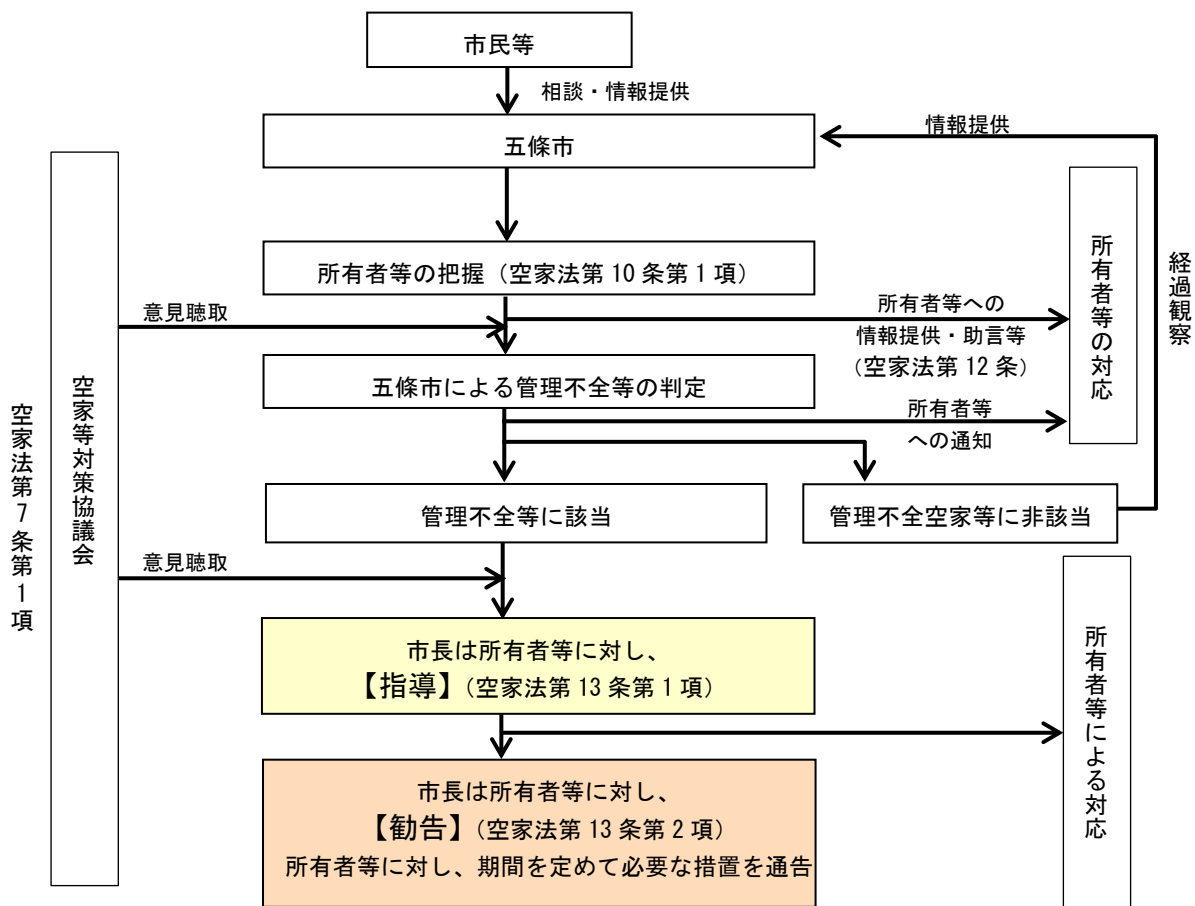 市民等
相談・情報提供
五條市
情報提供
所有者等の把握（空家法第 10 条第 1 項）
意見聴取
所有者等への
情報提供・助言等
（空家法第 12 条）
所有者等の対応
経過観察
五條市による管理不全等の判定
所有者等
への通知
空家法第７条第１項
空家等対策協議会
管理不全等に該当
管理不全空家等に非該当
意見聴取
市長は所有者等に対し、
【指導】（空家法第 13 条第 1 項）
所有者等による対応
市長は所有者等に対し、
【勧告】（空家法第 13 条第 2 項）
所有者等に対し、期間を定めて必要な措置を通告